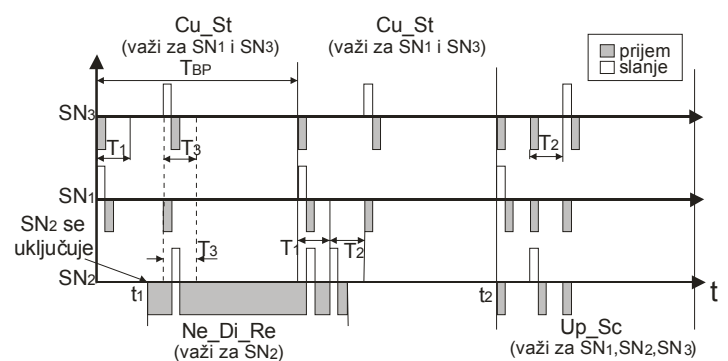 Cu_St
(važi za SN1 i SN3)
Cu_St
(važi za SN1 i SN3)
prijem
slanje
TBP
SN3
T1
T3
T2
SN1
SN2 se
uključuje
T3
T1
T2
SN2
t1
t2
t
Ne_Di_Re
(važi za SN2)
Up_Sc
(važi za SN1,SN2,SN3)